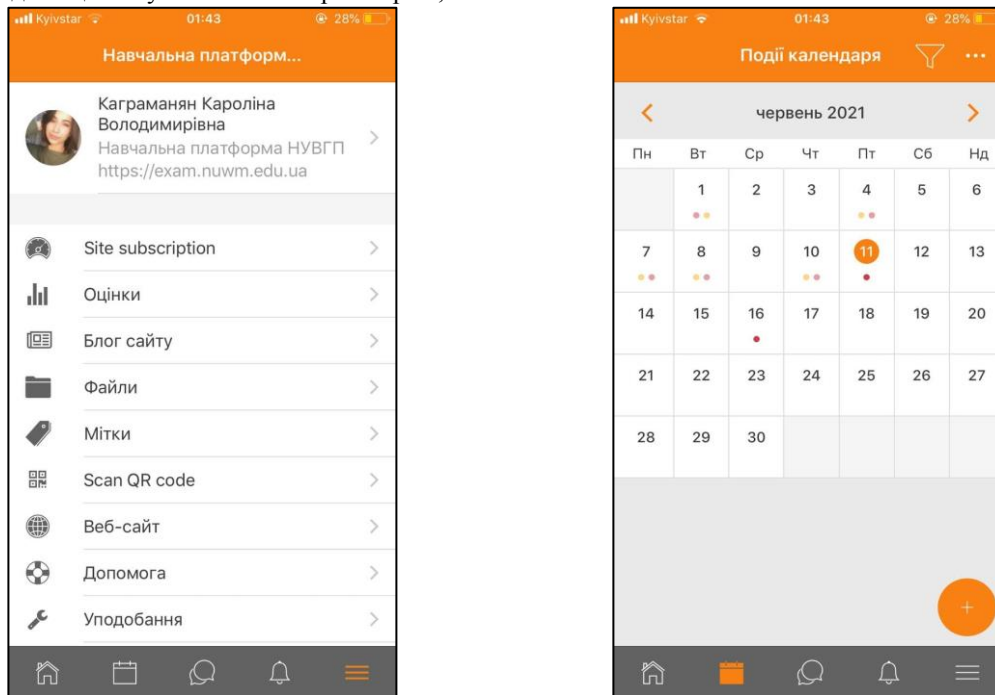 Kyivstar 01:43 28%
Навчальна платформ...
Каграманян Кароліна
Володимирівна
Навчальна платформа НУВГП
https://exam.nuwm.edu.ua
Site subscription
Оцінки
Блог сайту
Файли
Мітки
Scan QR code
Веб-сайт
Допомога
Уподобання
Kyivstar 01:43 28%
Події календаря
червень 2021
Пн Вт Ср Чт Пт Сб Нд
1 2 3 4 5 6
7 8 9 10 11 12 13
14 15 16 17 18 19 20
21 22 23 24 25 26 27
28 29 30